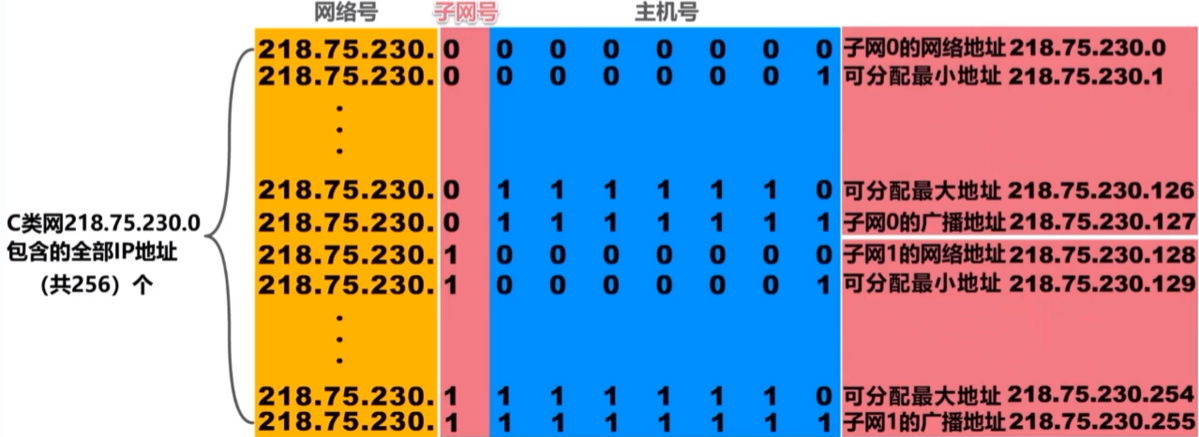 网络号 子网号 主机号
218.75.230. 0 0 0 0 0 0 0 0 子网0的网络地址 218.75.230.0
218.75.230. 0 0 0 0 0 0 0 1 可分配最小地址 218.75.230.1
218.75.230. 0 1 1 1 1 1 1 0 可分配最大地址 218.75.230.126
C类网218.75.230.0
218.75.230. 0 1 1 1 1 1 1 1 子网0的广播地址 218.75.230.127
包含的全部IP地址
218.75.230. 1 0 0 0 0 0 0 0 子网1的网络地址 218.75.230.128
（共256）个
218.75.230. 1 0 0 0 0 0 0 1 可分配最小地址 218.75.230.129
218.75.230. 1 1 1 1 1 1 1 0 可分配最大地址 218.75.230.254
218.75.230. 1 1 1 1 1 1 1 1 子网1的广播地址 218.75.230.255